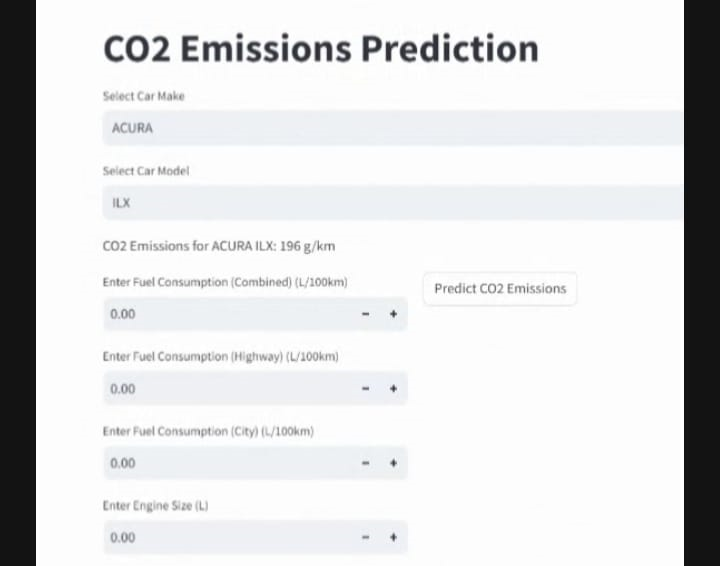 CO2 Emissions Prediction
Select Car Make
ACURA
Select Car Model
ILX
CO2 Emissions for ACURA ILX: 196 g/km
Enter Fuel Consumption (Combined) (L/100km)
Predict CO2 Emissions
0.00 - +
Enter Fuel Consumption (Highway) (L/100km)
0.00 - +
Enter Fuel Consumption (City) (L/100km)
0.00 - +
Enter Engine Size (L)
0.00 - +